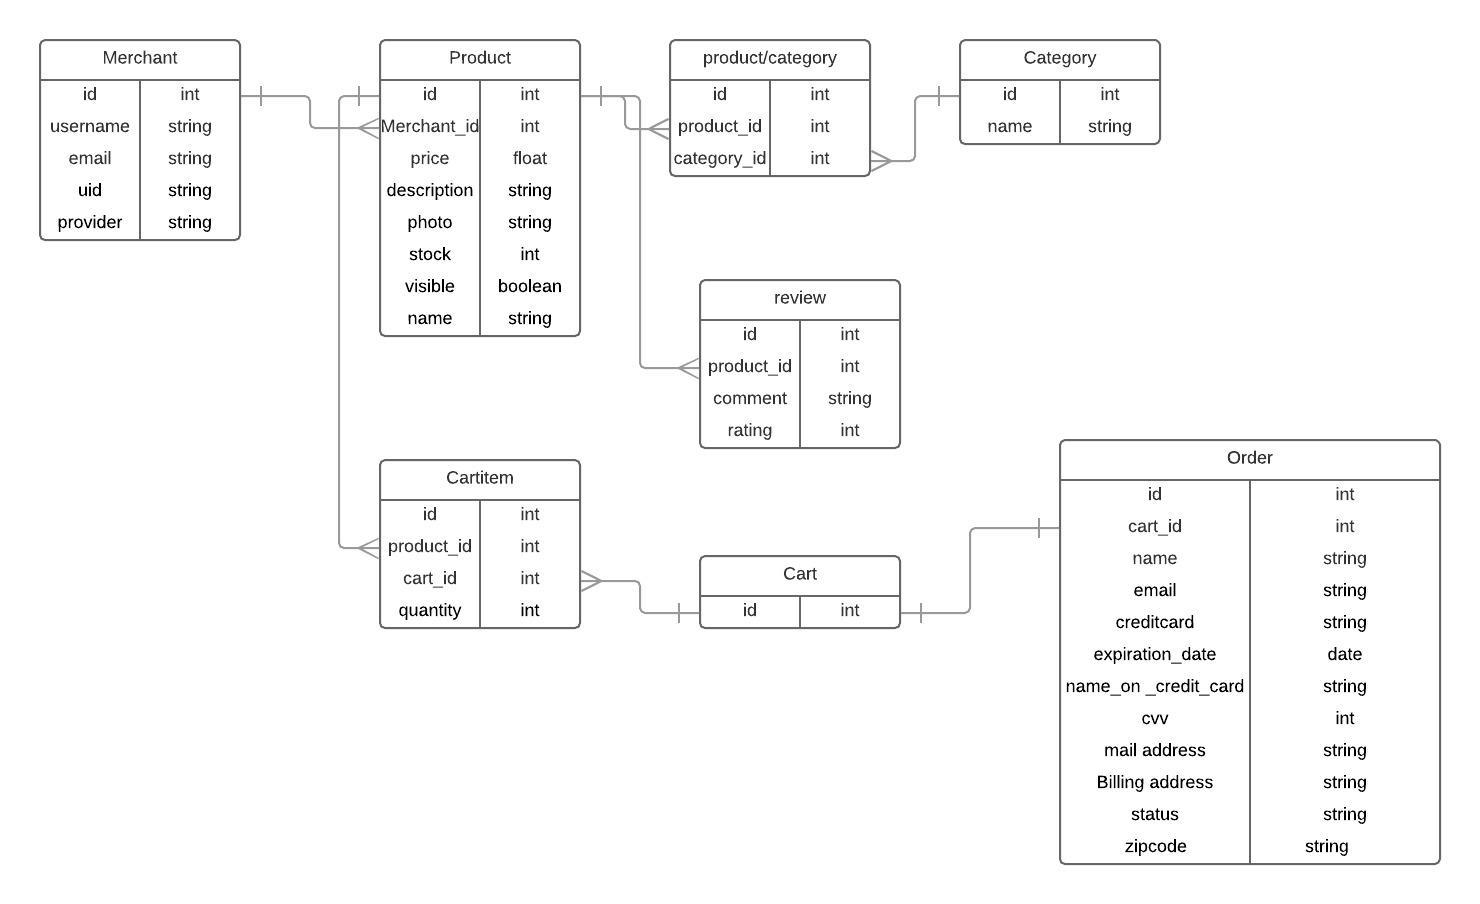 Merchant
id int
username string
email string
uid string
provider string
Product
id int
Merchant_id int
price float
description string
photo string
stock int
visible boolean
name string
product/category
id int
product_id int
category_id int
Category
id int
name string
review
id int
product_id int
comment string
rating int
Cartitem
id int
product_id int
cart_id int
quantity int
Cart
id int
Order
id int
cart_id int
name string
email string
creditcard string
expiration_date date
name_on _credit_card string
cvv int
mail address string
Billing address string
status string
zipcode string